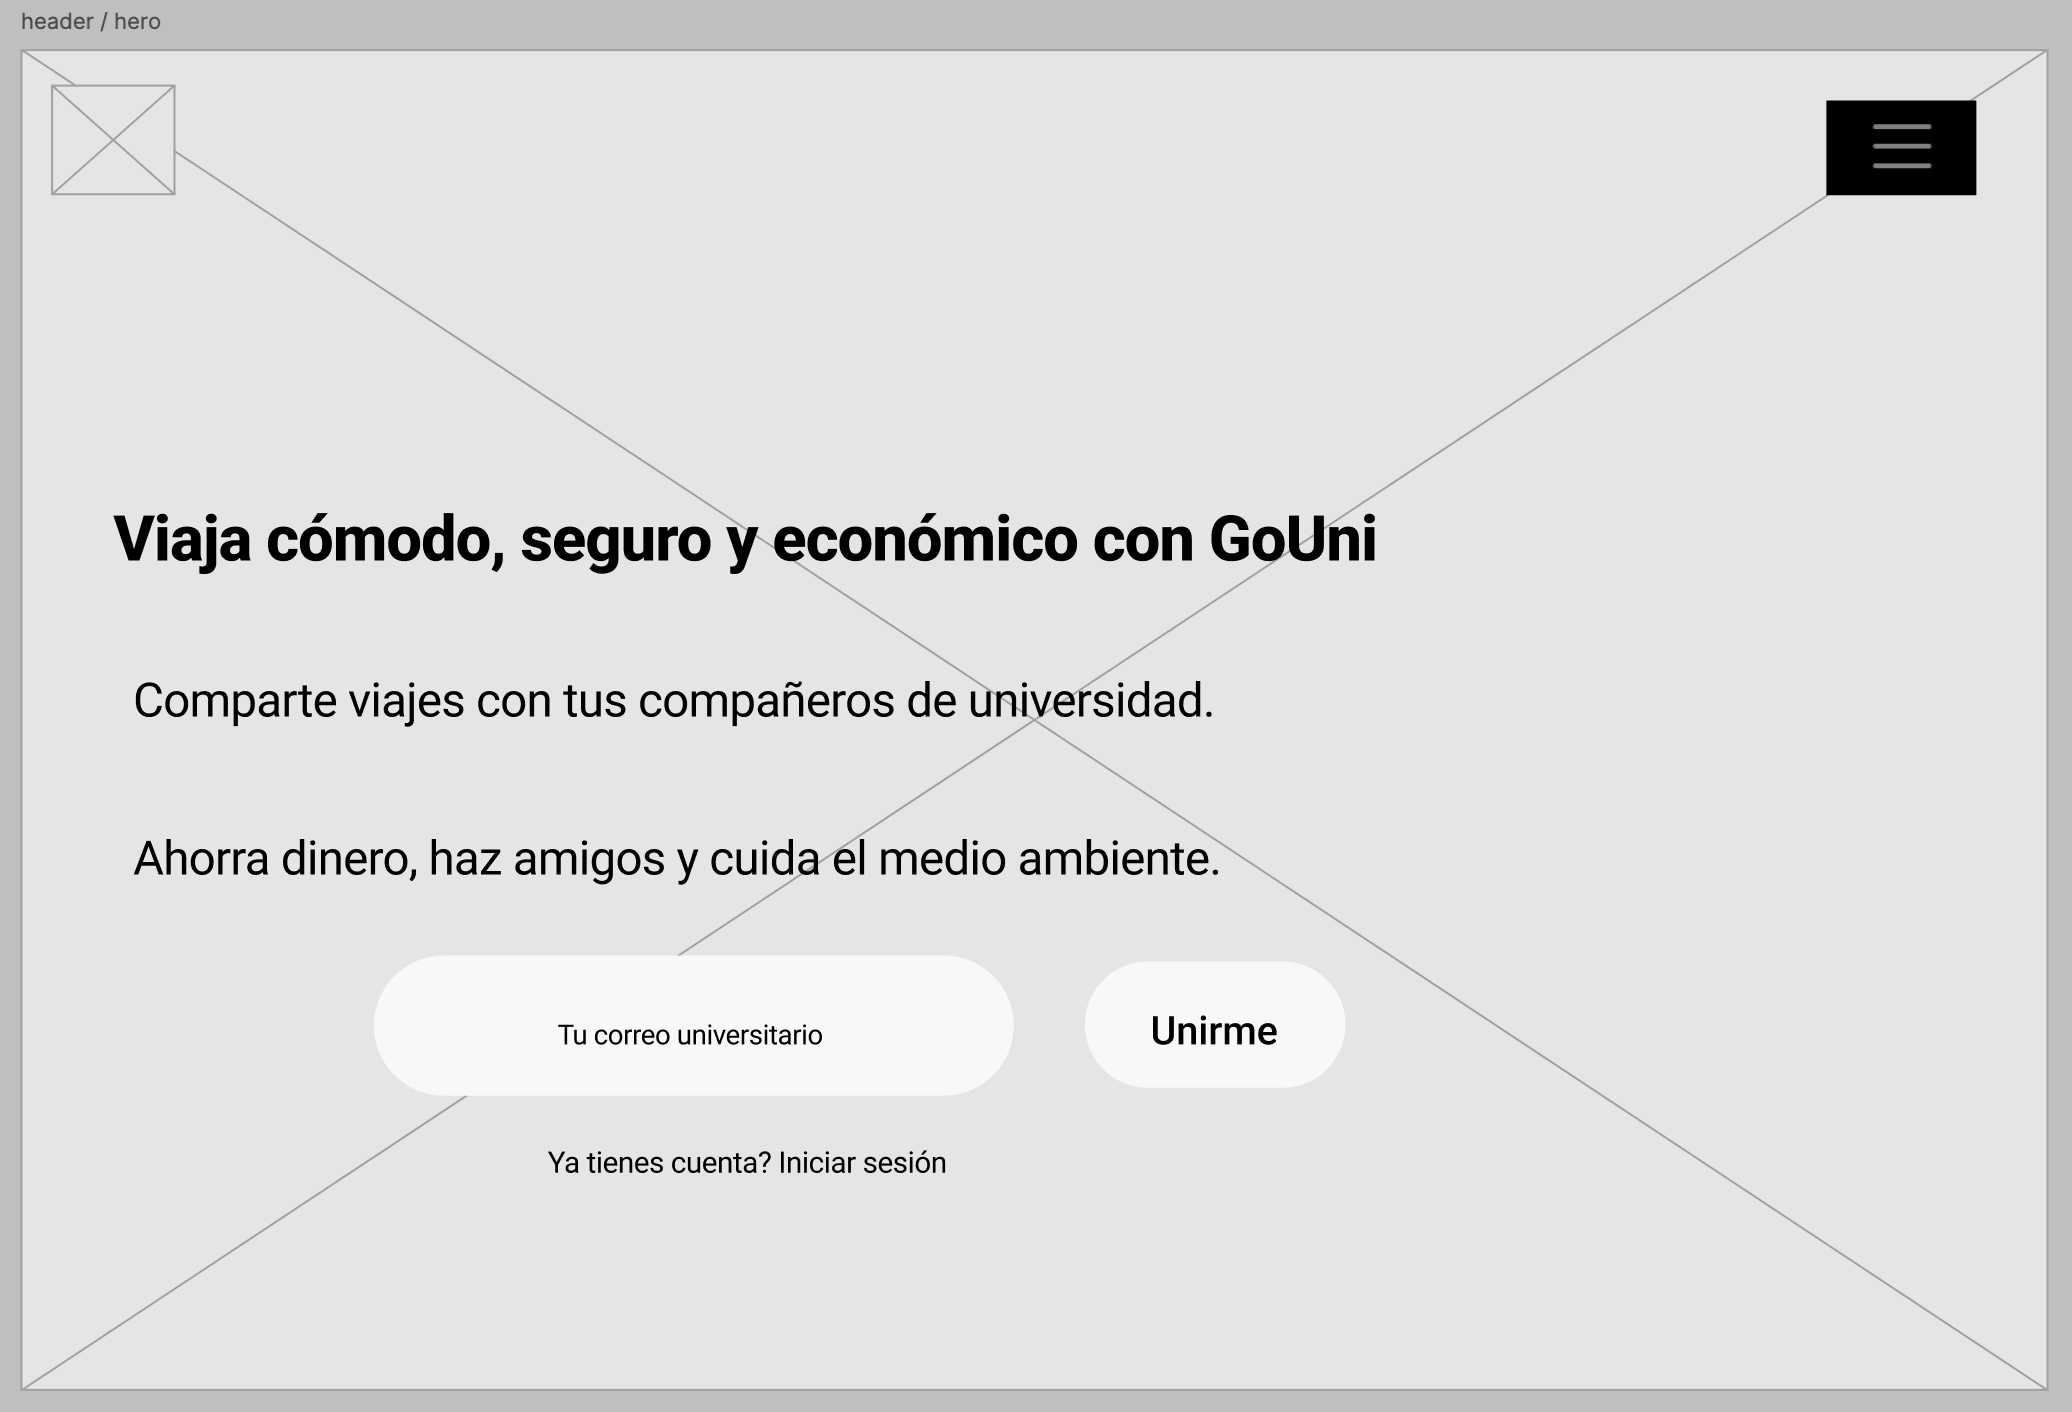 header / hero
Viaja cómodo, seguro y económico con GoUni
Comparte viajes con tus compañeros de universidad.
Ahorra dinero, haz amigos y cuida el medio ambiente.
Tu correo universitario
Unirme
Ya tienes cuenta? Iniciar sesión